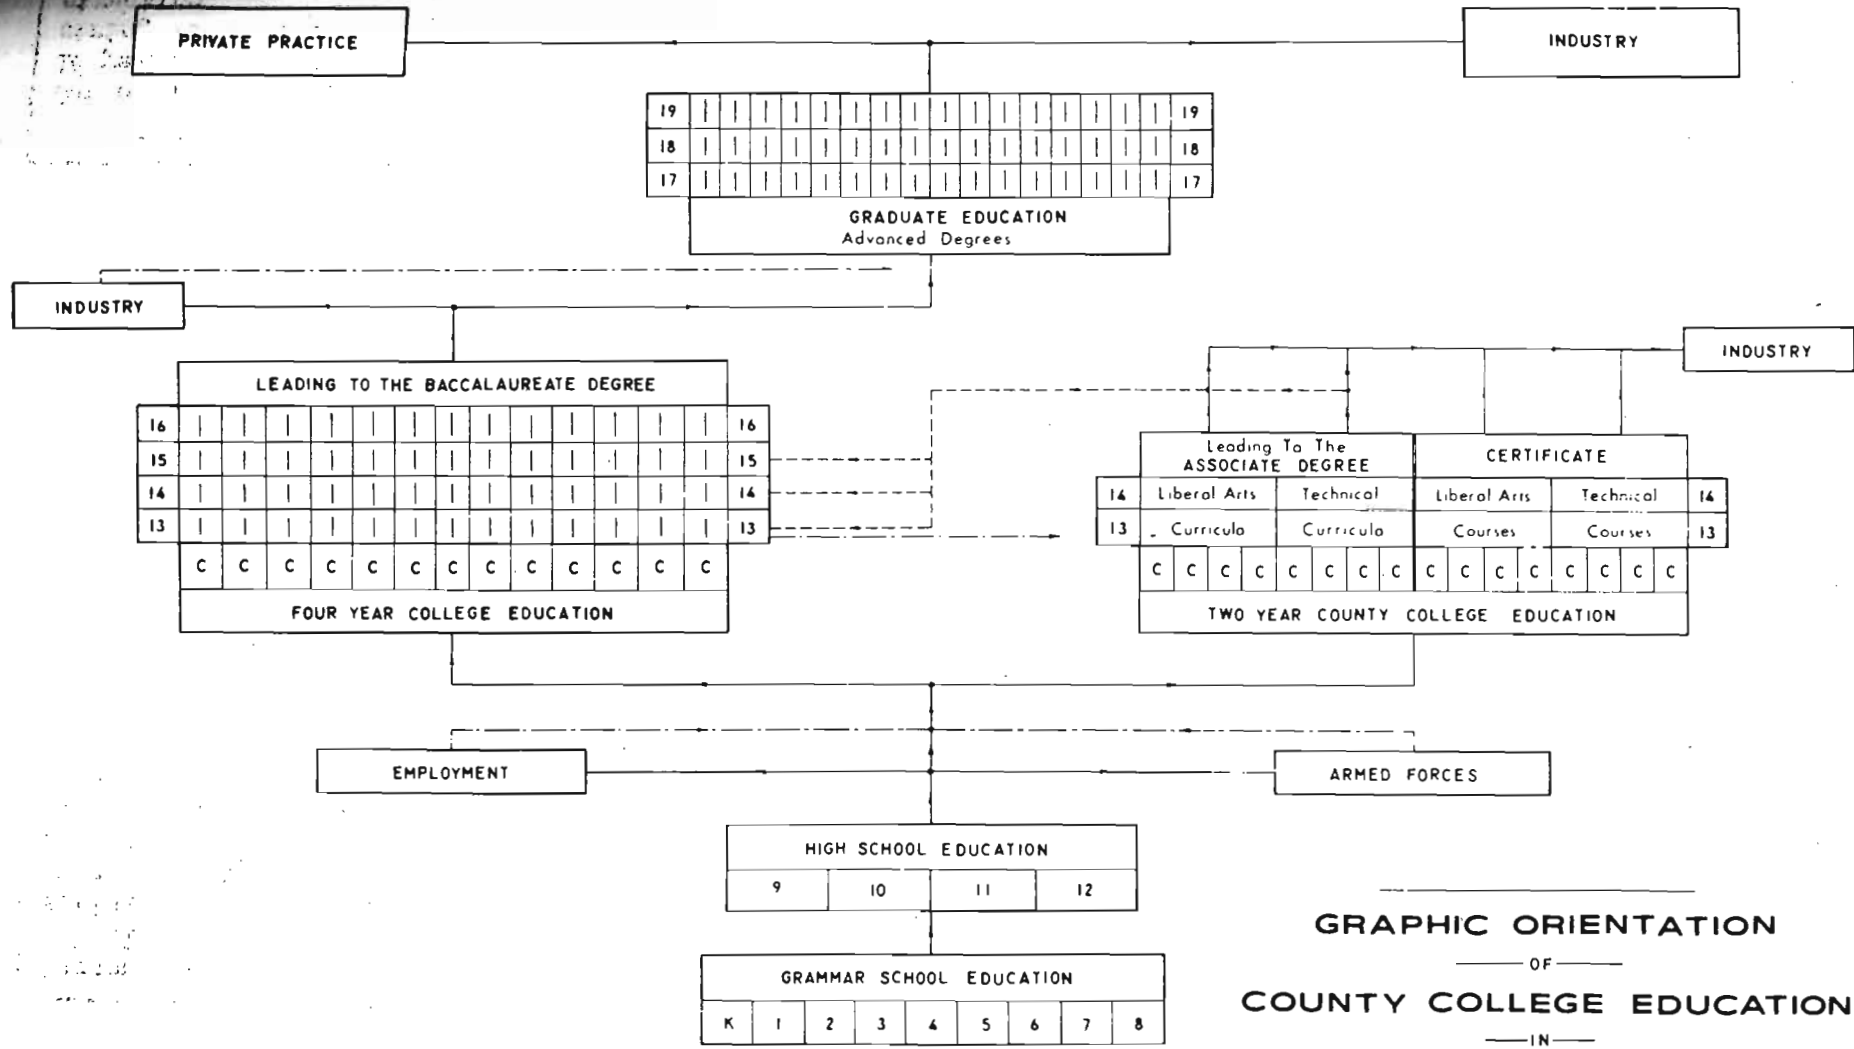 PRIVATE PRACTICE
INDUSTRY
19 | | | | | | | | | | | | | | | | 19
18 | | | | | | | | | | | | | | | | 18
17 | | | | | | | | | | | | | | | | 17
GRADUATE EDUCATION
Advanced Degrees
INDUSTRY
LEADING TO THE BACCALAUREATE DEGREE
16 | | | | | | | | | | | | | 16
15 | | | | | | | | | | | | | 15
14 | | | | | | | | | | | | | 14
13 | | | | | | | | | | | | | 13
C C C C C C C C C C C C C
FOUR YEAR COLLEGE EDUCATION
INDUSTRY
Leading To The
ASSOCIATE DEGREE
CERTIFICATE
14 Liberal Arts Technical Liberal Arts Technical 14
13 Curricula Curricula Courses Courses 13
C C C C C C C C C C C C C C C C
TWO YEAR COUNTY COLLEGE EDUCATION
EMPLOYMENT
ARMED FORCES
HIGH SCHOOL EDUCATION
9 10 11 12
GRAMMAR SCHOOL EDUCATION
K 1 2 3 4 5 6 7 8
GRAPHIC ORIENTATION
OF
COUNTY COLLEGE EDUCATION
IN